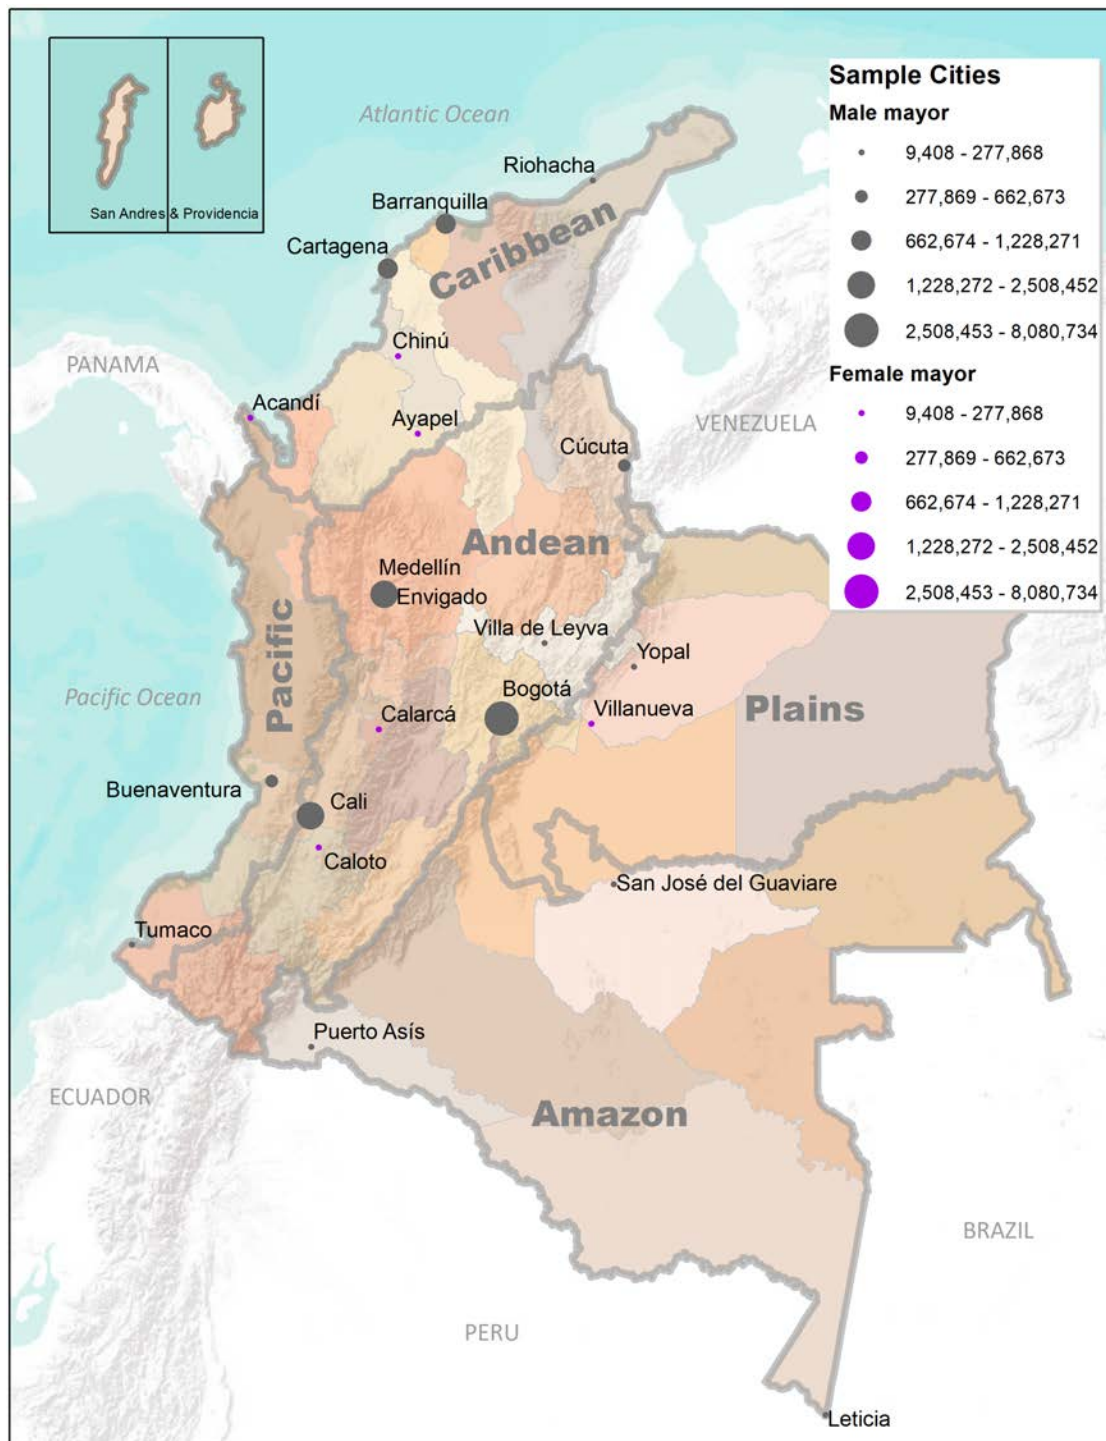 Sample Cities
Male mayor
9,408 - 277,868
277,869 - 662,673
662,674 - 1,228,271
1,228,272 - 2,508,452
2,508,453 - 8,080,734
Female mayor
9,408 - 277,868
277,869 - 662,673
662,674 - 1,228,271
1,228,272 - 2,508,452
2,508,453 - 8,080,734
San Andres & Providencia
Atlantic Ocean
Riohacha
Barranquilla
Cartagena
Caribbean
Chinú
PANAMA
Acandí
Ayapel
VENEZUELA
Cúcuta
Andean
Medellín
Envigado
Pacific
Villa de Leyva
Yopal
Pacific Ocean
Bogotá
Calarcá
Villanueva
Plains
Buenaventura
Cali
Caloto
San José del Guaviare
Tumaco
Puerto Asís
ECUADOR
Amazon
BRAZIL
PERU
Leticia